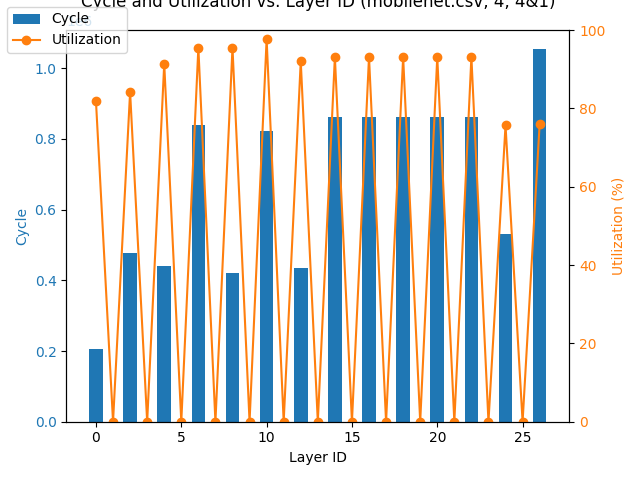 Cycle and Utilization vs. Layer ID (mobilenet.csv, 4, 4&1)
Cycle
Utilization
1.0
0.8
0.6
0.4
0.2
0.0
Cycle
100
80
60
40
20
0
Utilization (%)
0 5 10 15 20 25
Layer ID